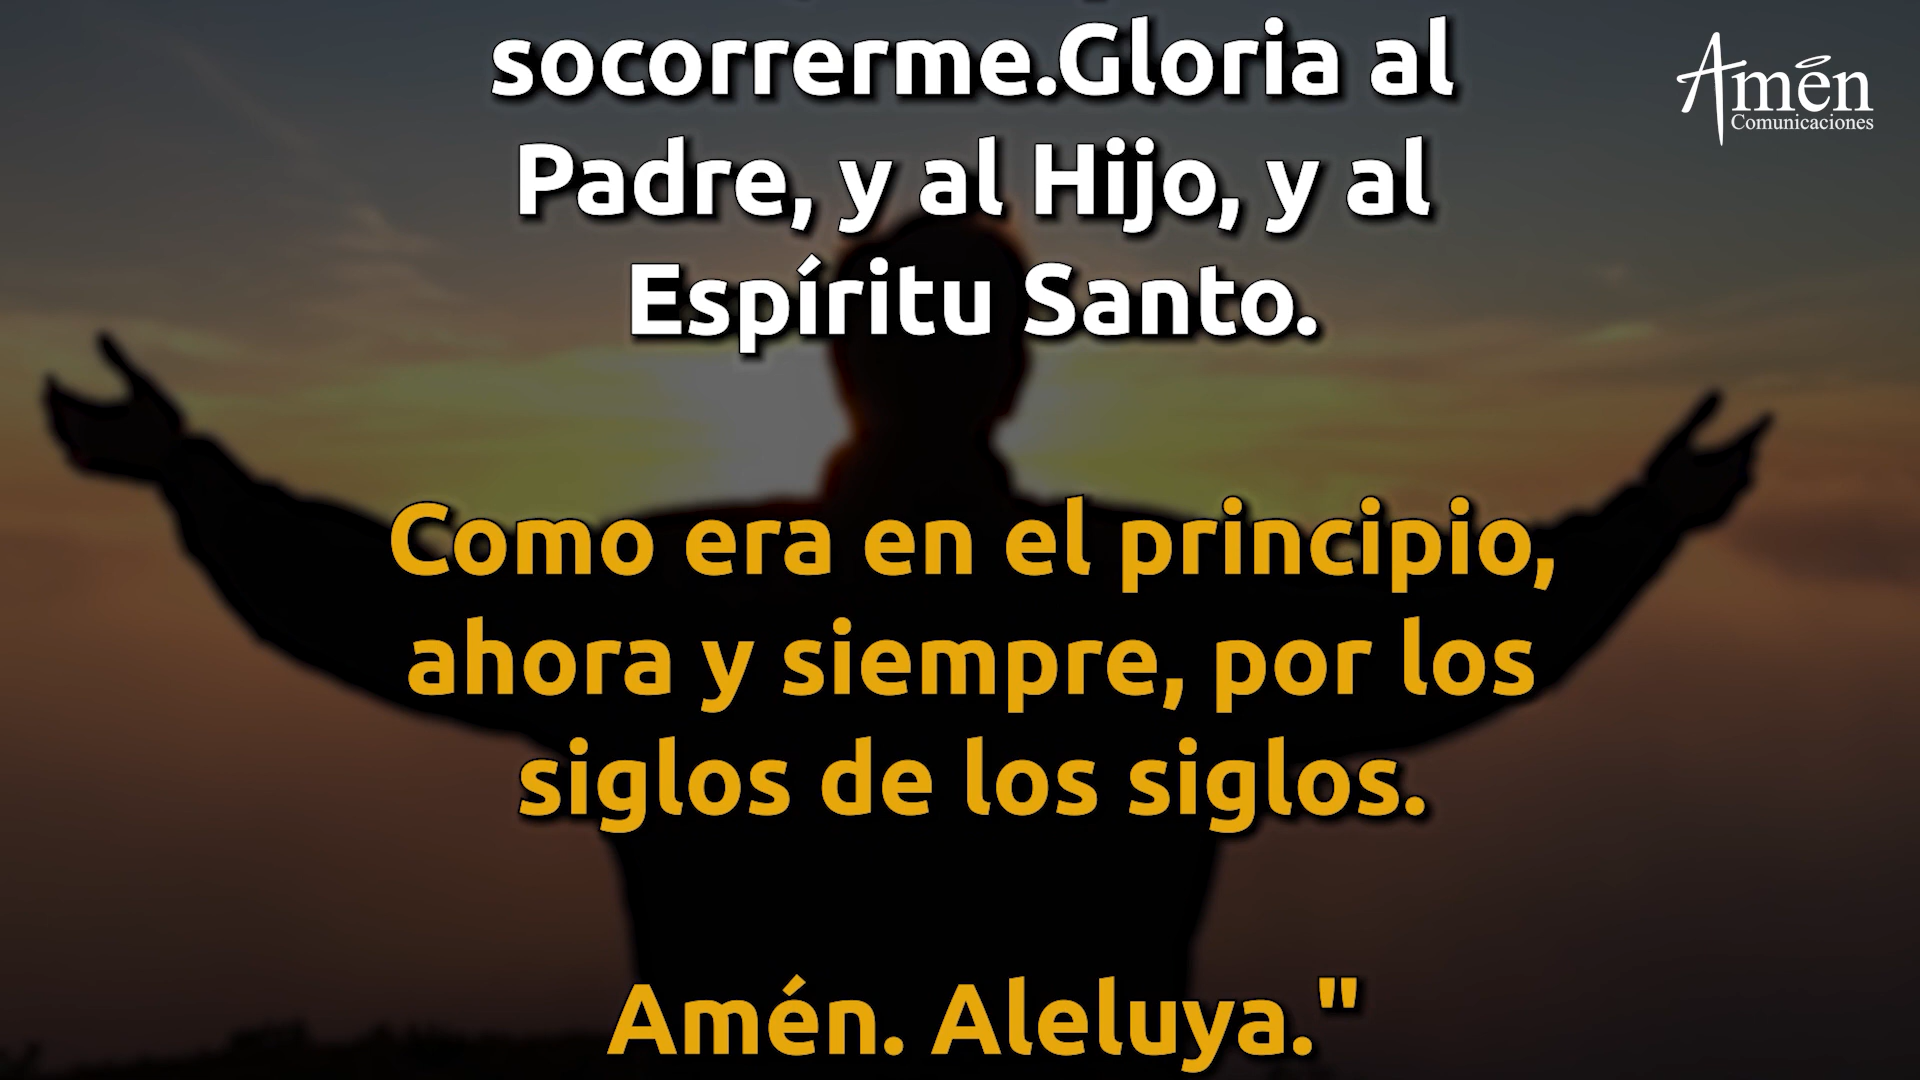 socorrerme.Gloria al
Padre, y al Hijo, y al
Espíritu Santo.
Como era en el principio,
ahora y siempre, por los
siglos de los siglos.
Amén. Aleluya."
Amén
Comunicaciones